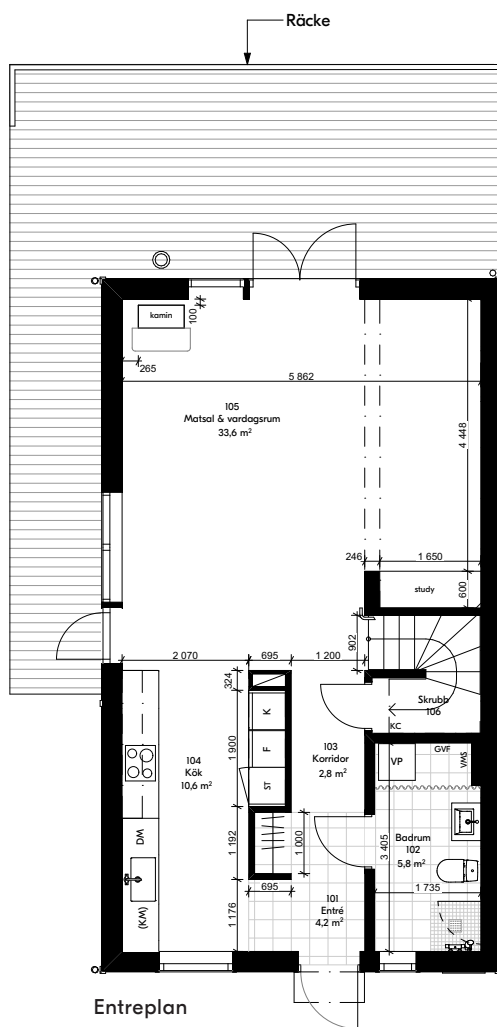 Räcke
kamin
100
265
5 862
105
Matsal & vardagsrum
33,6 m²
4 448
246
1 650
study
600
902
2 070
695
1 200
324
Skrubb
106
KC
K
1 900
F
103
Korridor
2,8 m²
104
Kök
10,6 m²
ST
VP
GVF
VMS
DW
1 192
1 000
3 405
Badrum
102
5,8 m²
695
1 735
(KM)
1 176
101
Entré
4,2 m²
Entreplan